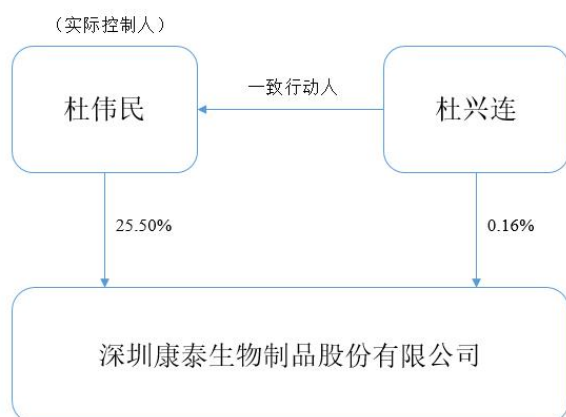 （实际控制人）
杜伟民
一致行动人
杜兴连
25.50%
0.16%
深圳康泰生物制品股份有限公司